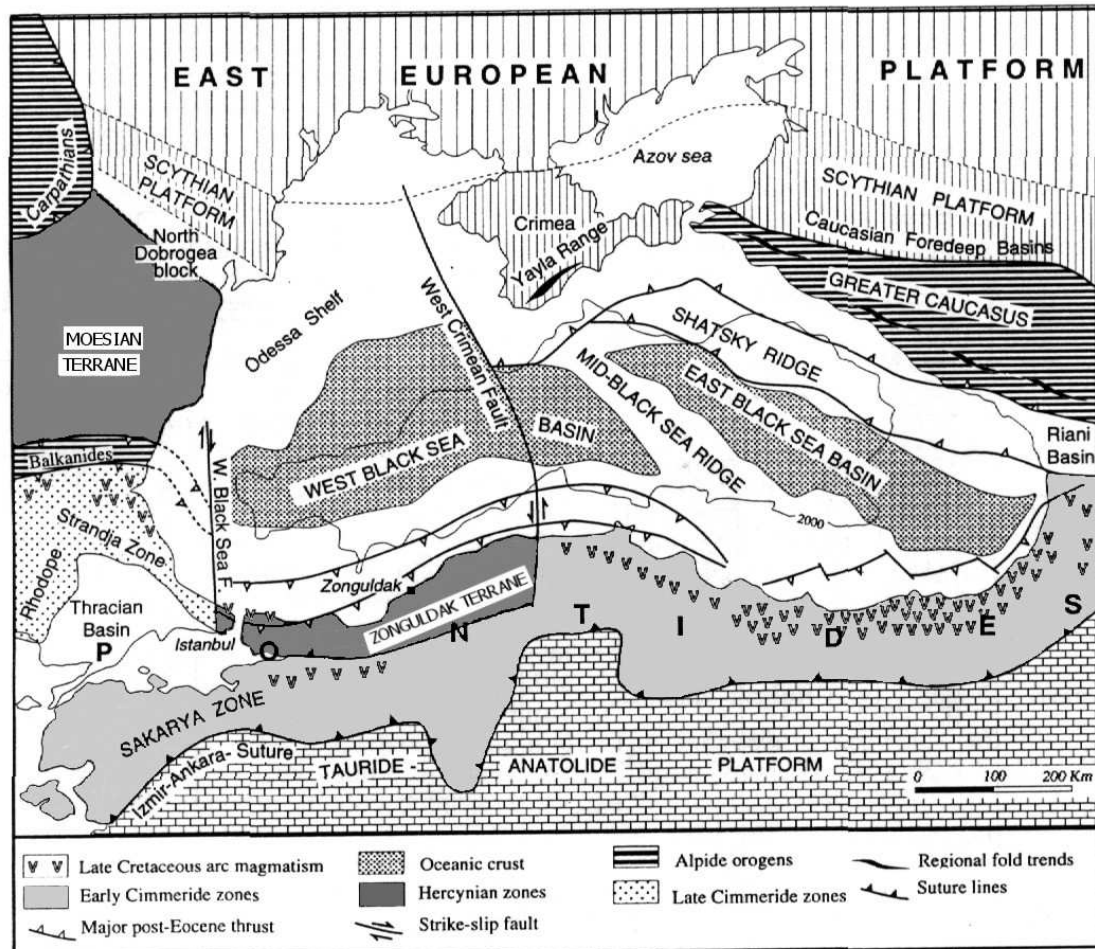 EAST EUROPEAN PLATFORM
Carpathians
SCYTHIAN
PLATFORM
Azov sea
SCYTHIAN PLATFORM
North
Dobrogea
block
Crimea
Yayla Range
Caucasian Foredeep Basins
GREATER CAUCASUS
MOESIAN
TERRANE
Odessa Shelf
West Crimean Fault
SHATSKY RIDGE
MID-BLACK SEA RIDGE
EAST BLACK SEA BASIN
WEST BLACK SEA
BASIN
Riani
Basin
Balkanides
W. Black Sea F.
2000
Strandja Zone
Rhodope
Zonguldak
ZONGULDAK TERRANE
Thracian
Basin
Istanbul
P O N T I D E S
SAKARYA ZONE
Izmir-Ankara-Suture
TAURIDE - ANATOLIDE PLATFORM
0 100 200 Km
Late Cretaceous arc magmatism
Oceanic crust
Alpide orogens
Regional fold trends
Early Cimmeride zones
Hercynian zones
Late Cimmeride zones
Suture lines
Major post-Eocene thrust
Strike-slip fault